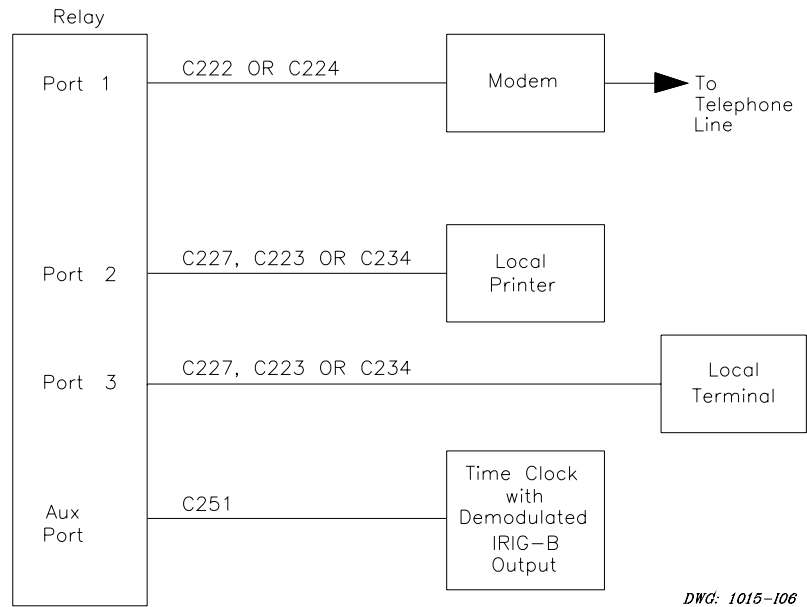 Relay
Port 1
C222 OR C224
Modem
To
Telephone
Line
Port 2
C227, C223 OR C234
Local
Printer
Port 3
C227, C223 OR C234
Local
Terminal
Aux
Port
C251
Time Clock
with
Demodulated
IRIG-B
Output
DWG: 1015-I06